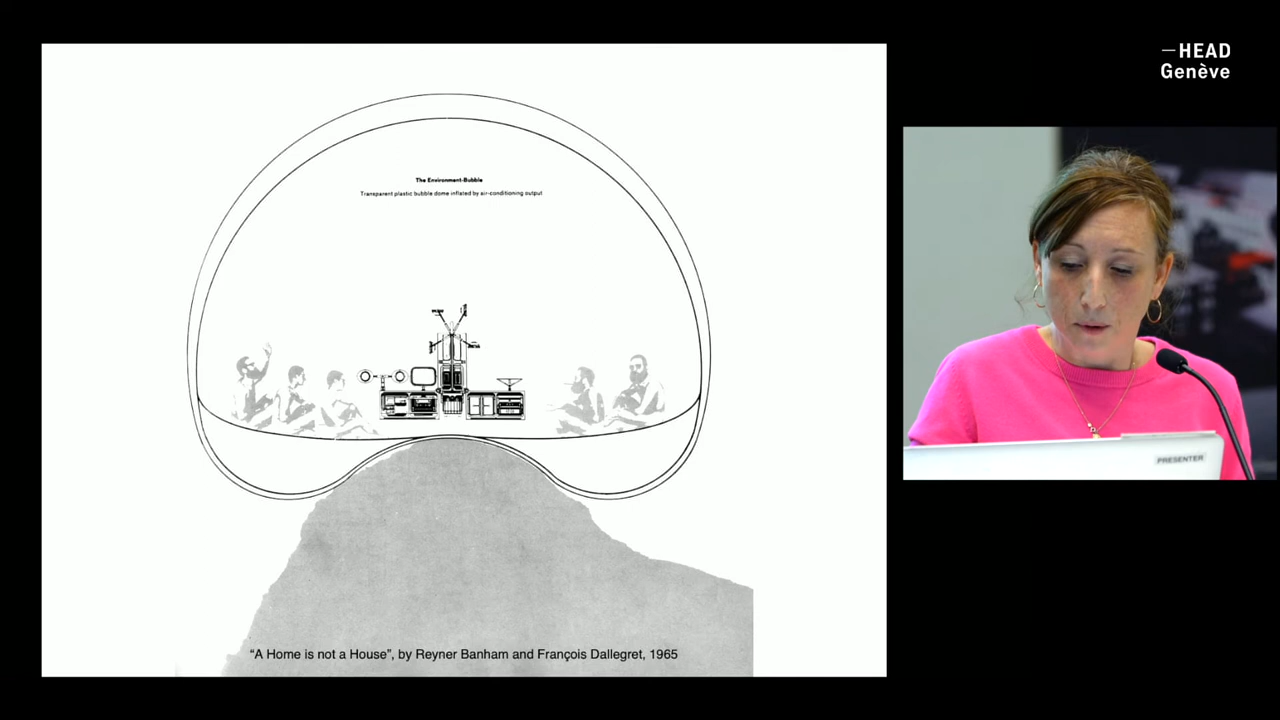 The Environment-Bubble
Transparent plastic bubble dome inflated by air-conditioning output
“A Home is not a House”, by Reyner Banham and François Dallegret, 1965
—HEAD
Genève
PRESENTER